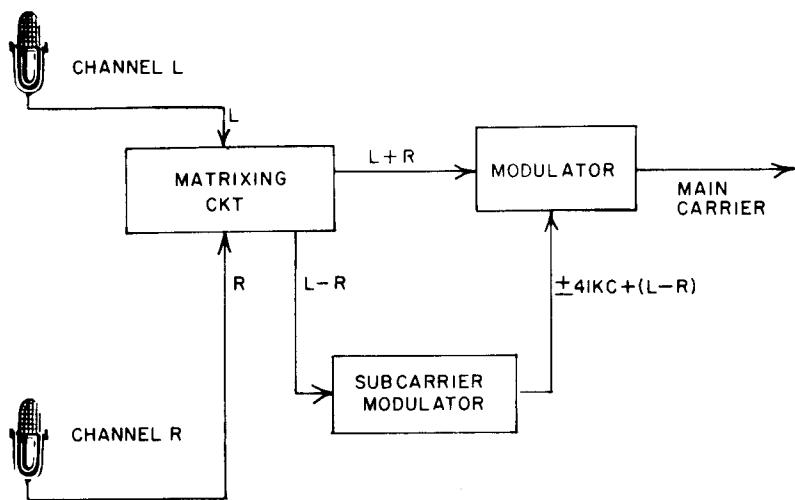 CHANNEL L
L
MATRIXING
CKT
L+R
MODULATOR
MAIN
CARRIER
R
L-R
±41KC+(L-R)
SUBCARRIER
MODULATOR
CHANNEL R